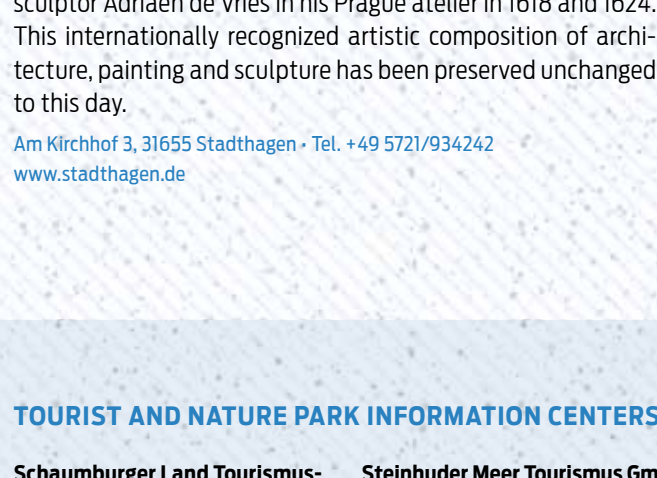 sculptor Adriaen de Vries in his Prague atelier in 1618 and 1624.
This internationally recognized artistic composition of archi-
tecture, painting and sculpture has been preserved unchanged
to this day.
Am Kirchhof 3, 31655 Stadthagen · Tel. +49 5721/934242
www.stadthagen.de
TOURIST AND NATURE PARK INFORMATION CENTERS
Schaumburger Land Tourismus- Steinhuder Meer Tourismus Gm